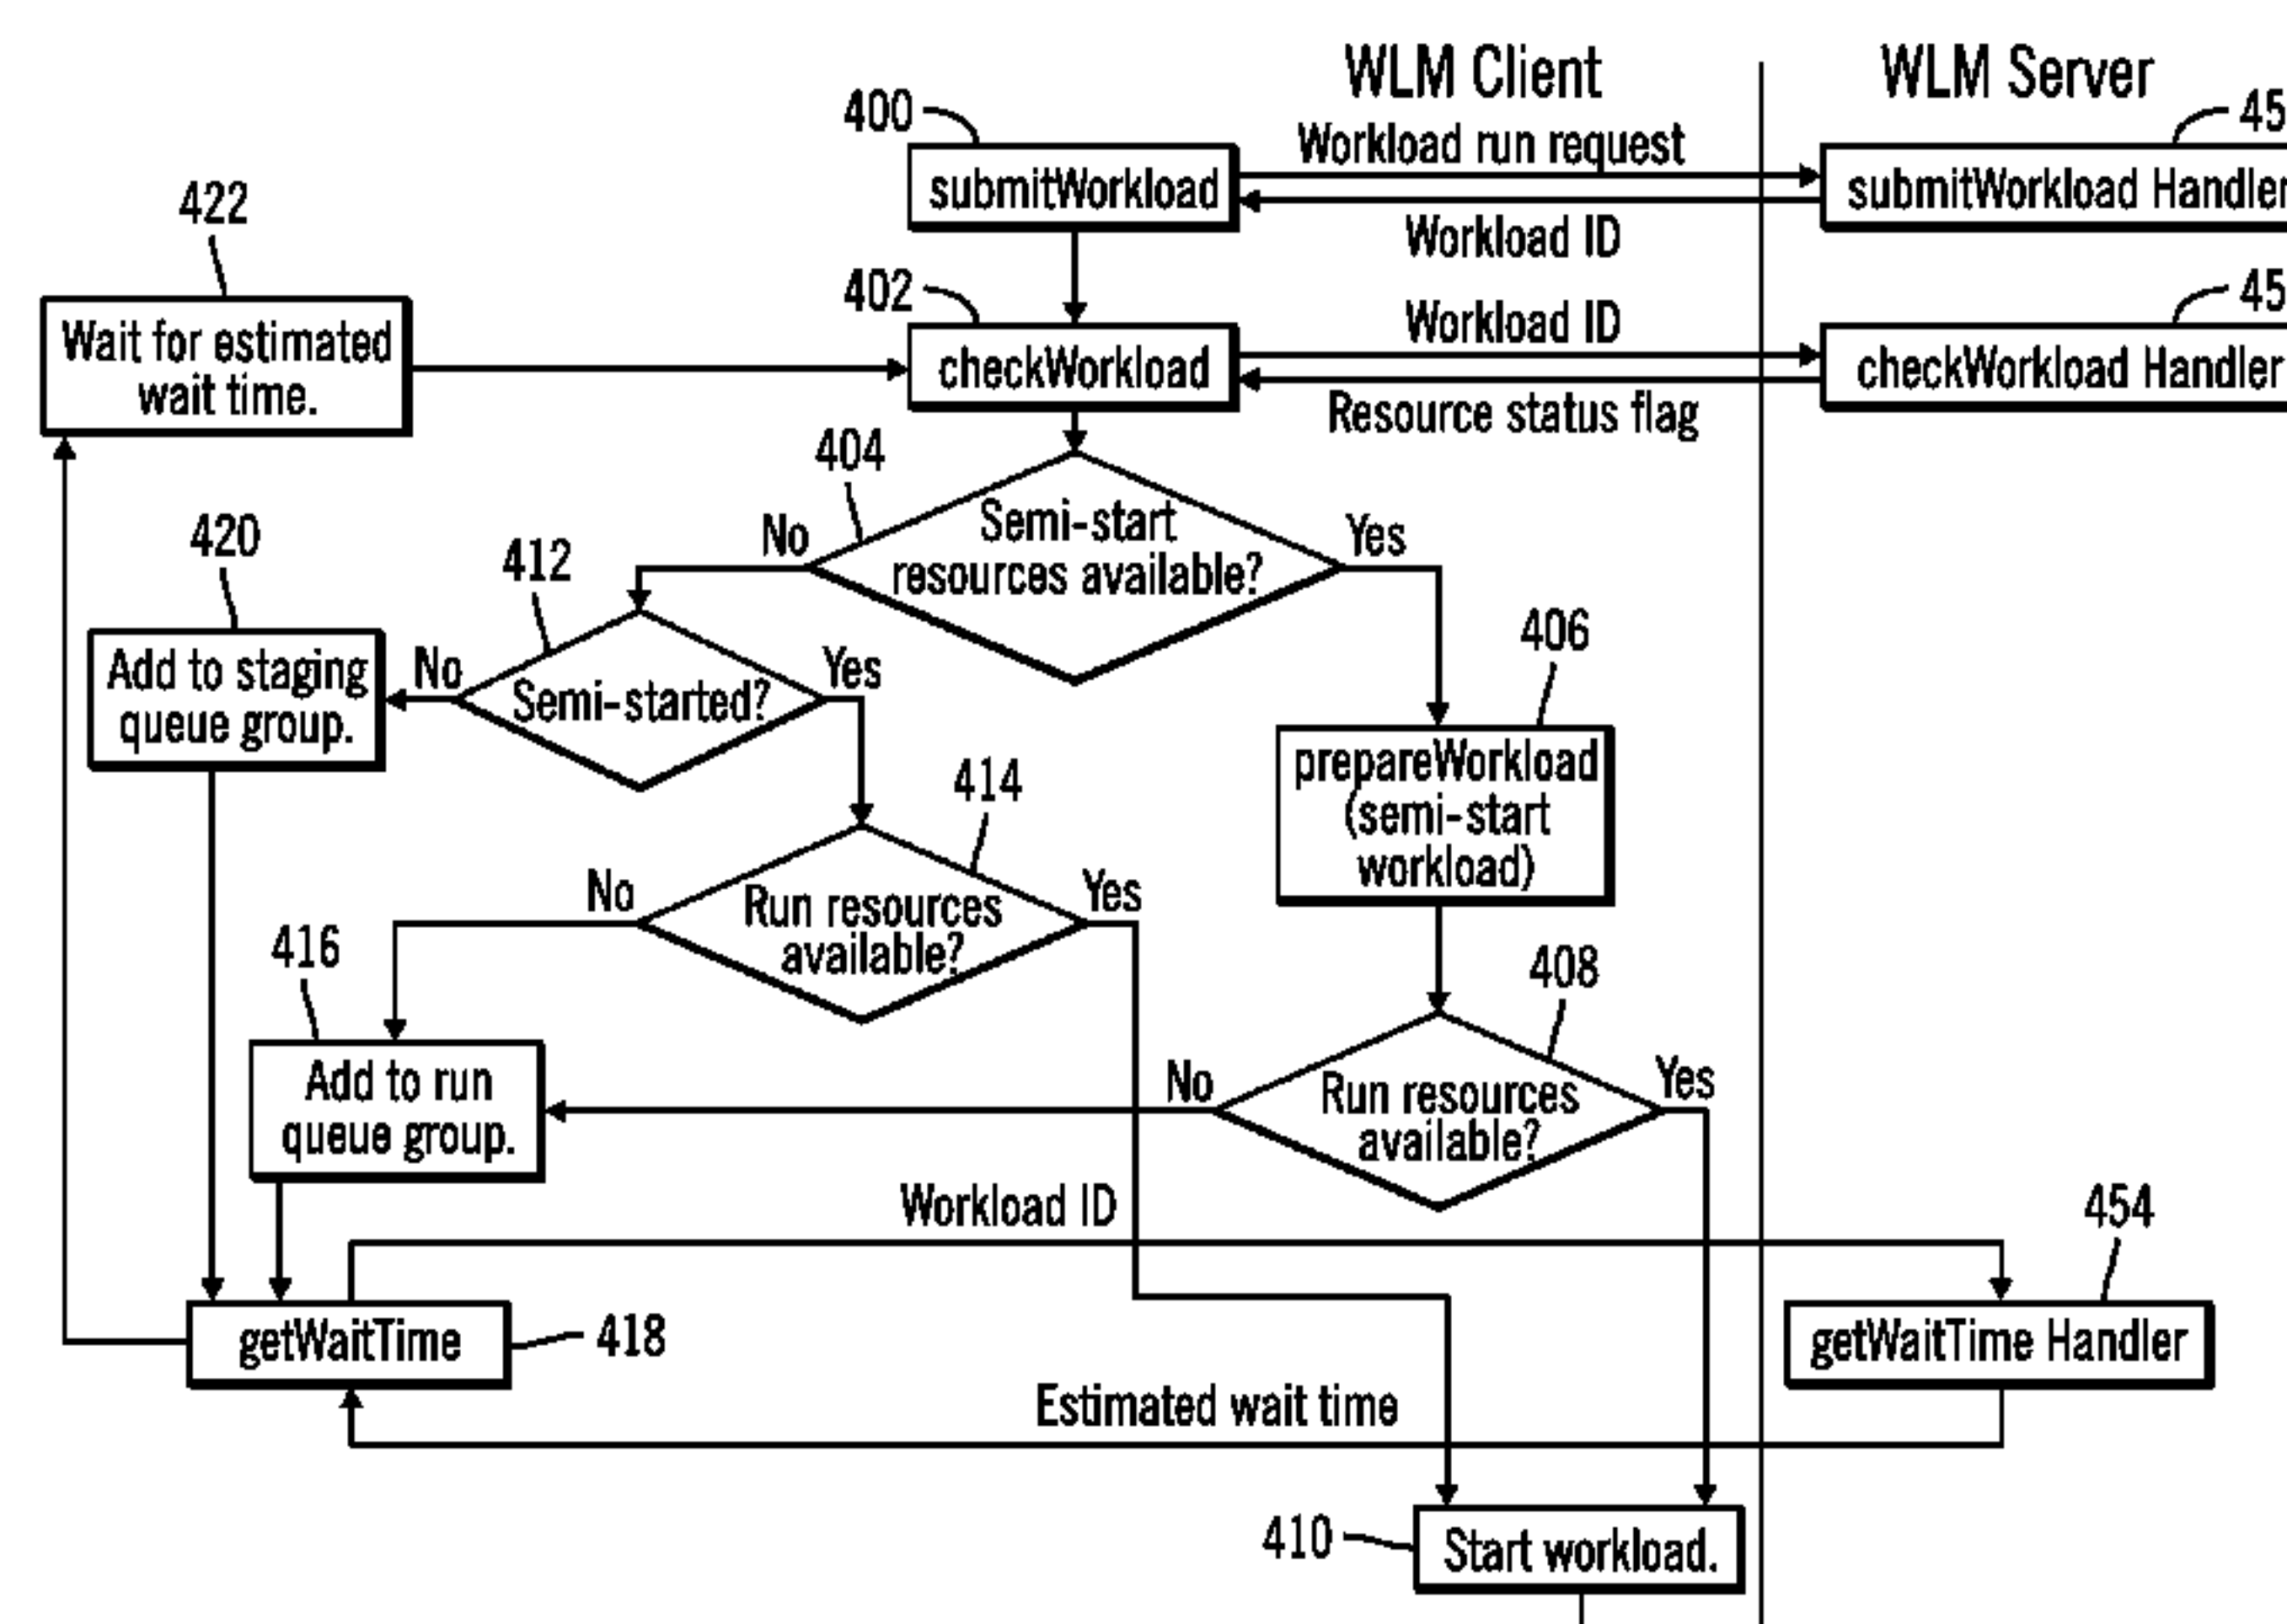 WLM Client
WLM Server
400
Workload run request
45
submitWorkload
submitWorkload Handler
422
Workload ID
402
Workload ID
45
Wait for estimated
wait time.
checkWorkload
checkWorkload Handler
Resource status flag
404
Semi-start
resources available?
No
Yes
420
412
406
Add to staging
queue group.
No
Semi-started?
Yes
prepareWorkload
(semi-start
workload)
414
No
Run resources
available?
Yes
416
408
Add to run
queue group.
No
Run resources
available?
Yes
Workload ID
454
getWaitTime
418
getWaitTime Handler
Estimated wait time
410
Start workload.